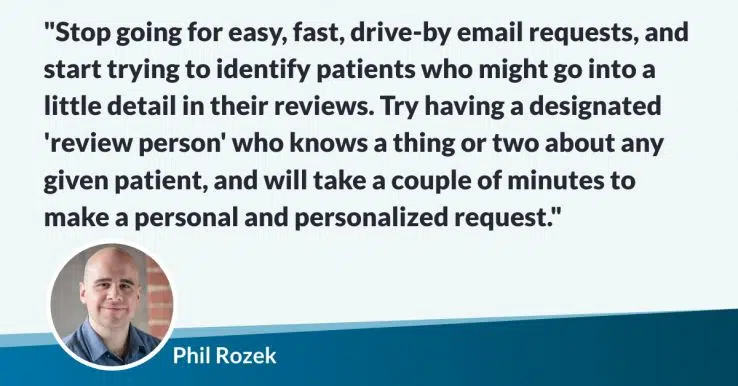 "Stop going for easy, fast, drive-by email requests, and
start trying to identify patients who might go into a
little detail in their reviews. Try having a designated
'review person' who knows a thing or two about any
given patient, and will take a couple of minutes to
make a personal and personalized request."
Phil Rozek